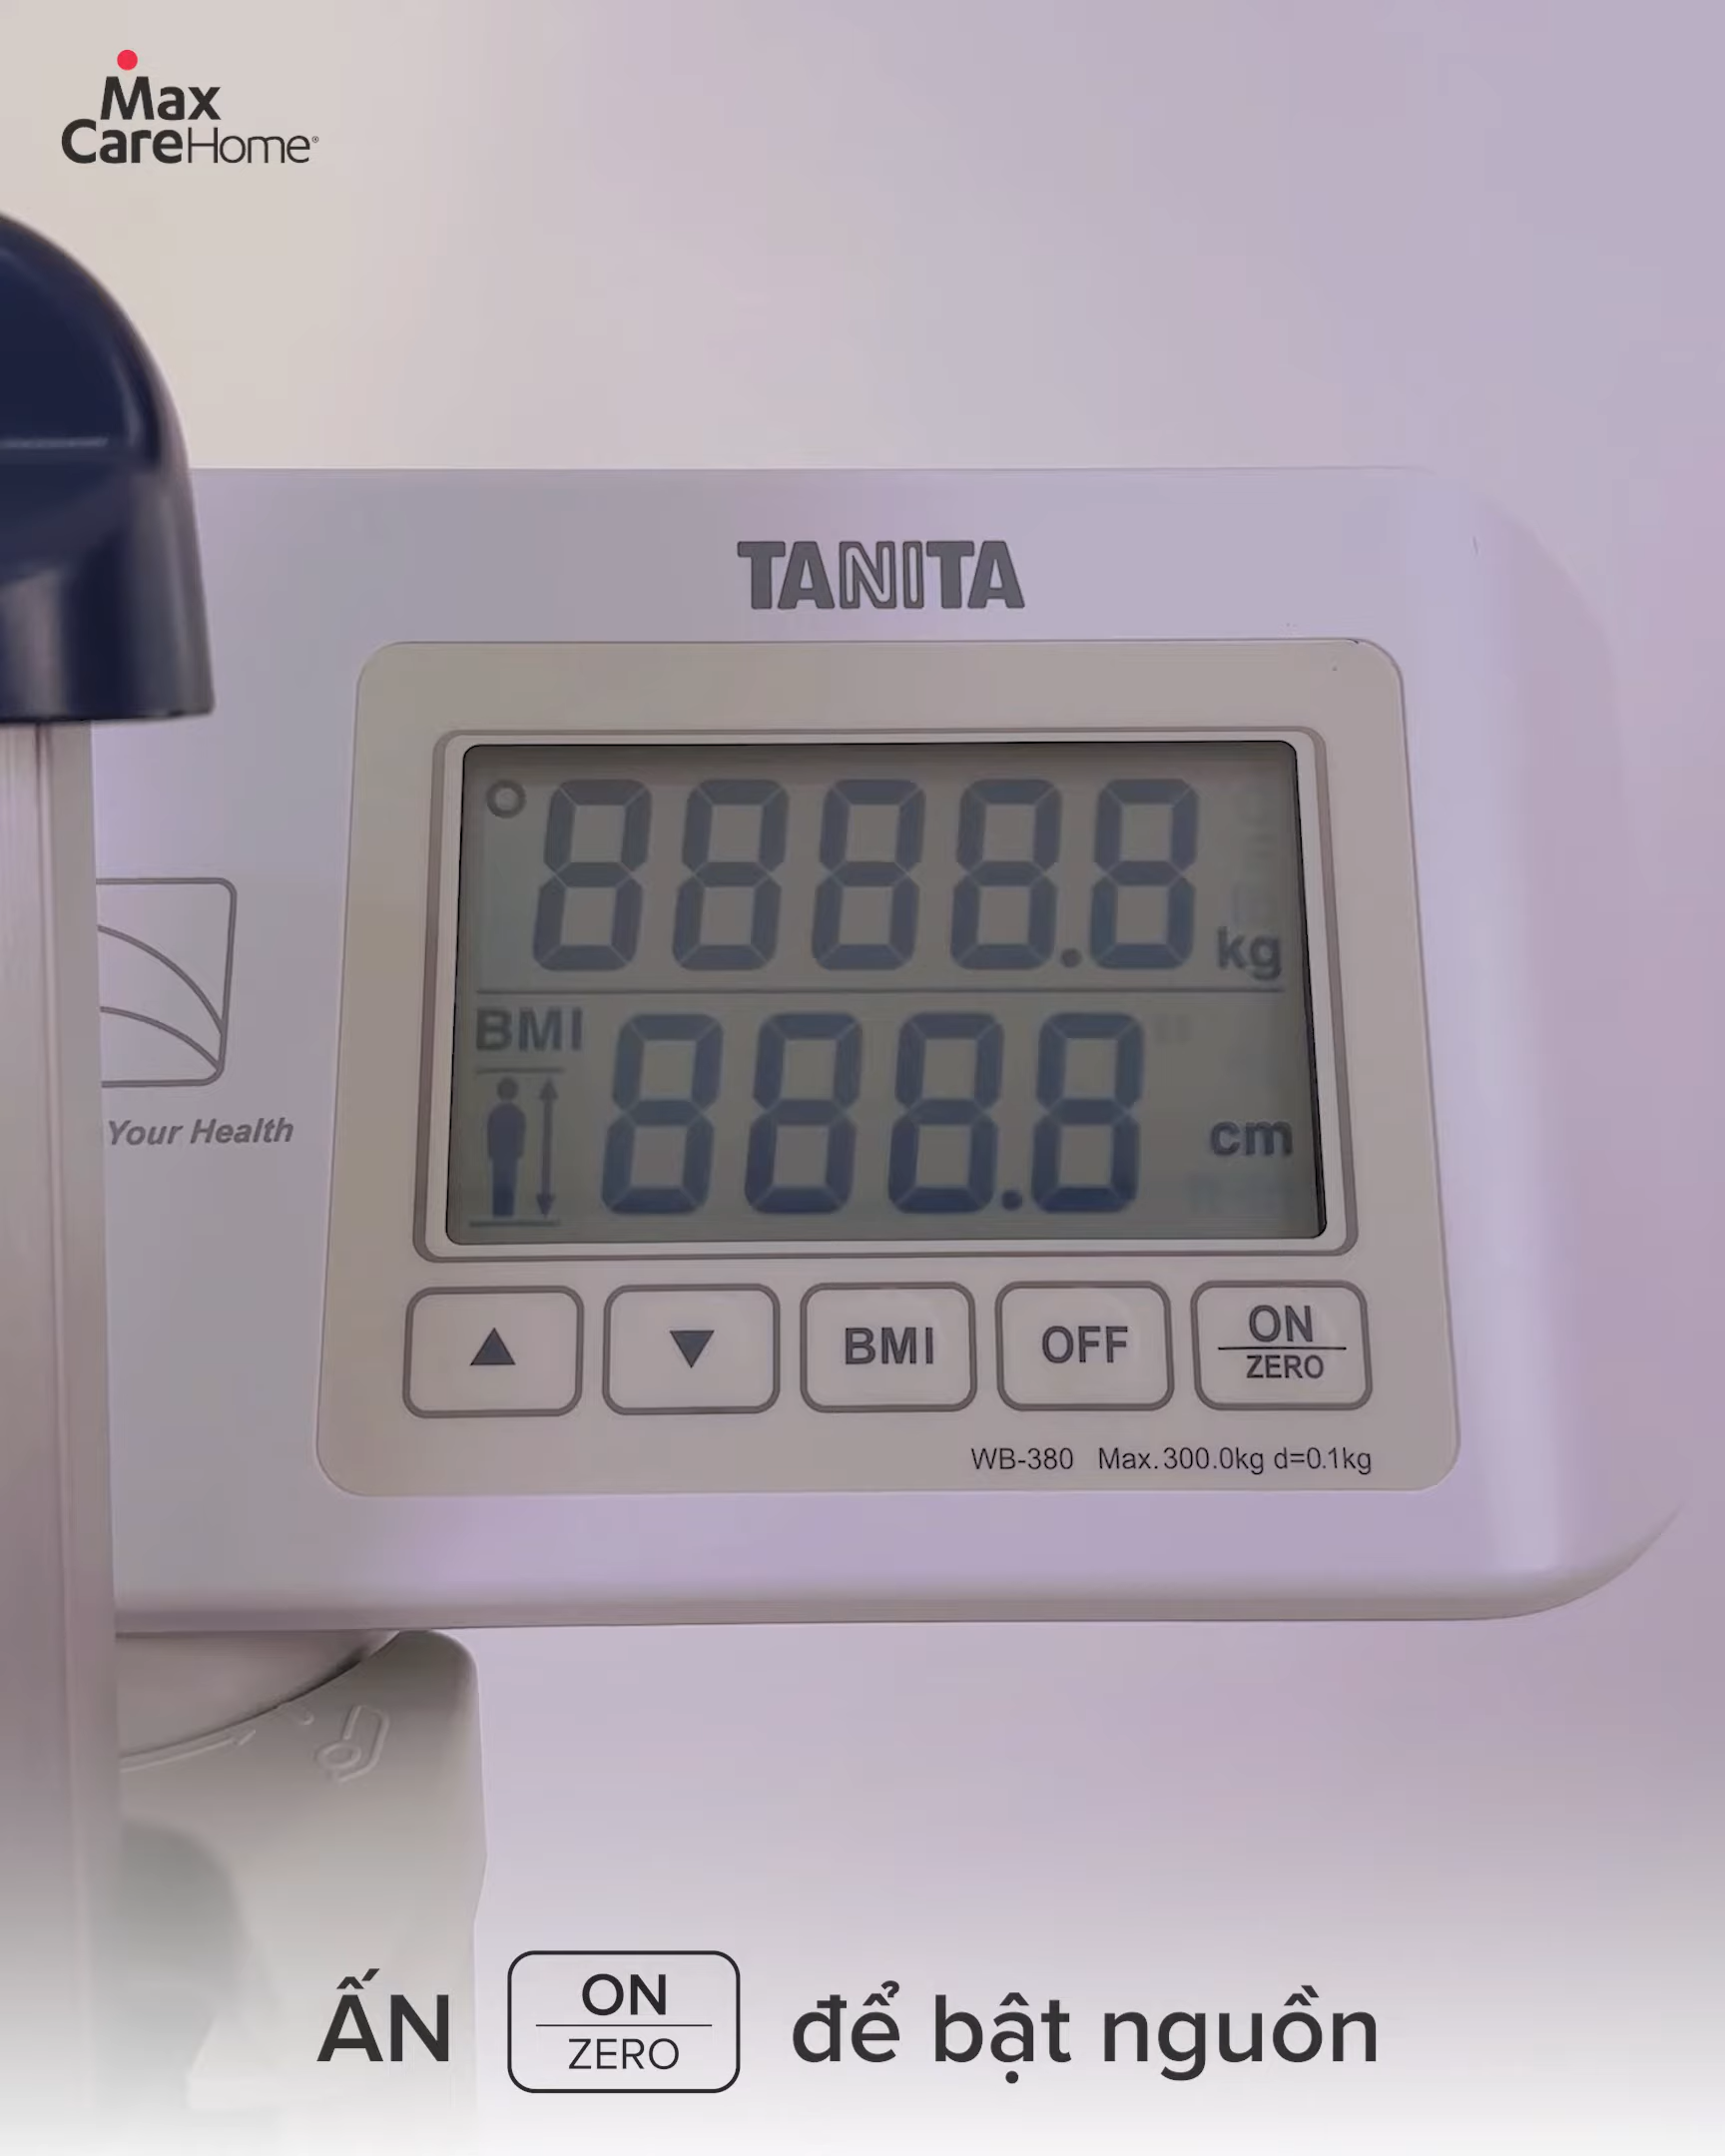 Max
CareHome®
TANITA
88888.8 kg
BMI
888.8
cm
Your Health
▲ ▼ BMI OFF ON
ZERO
WB-380 Max.300.0kg d=0.1kg
ẤN ON
ZERO
để bật nguồn